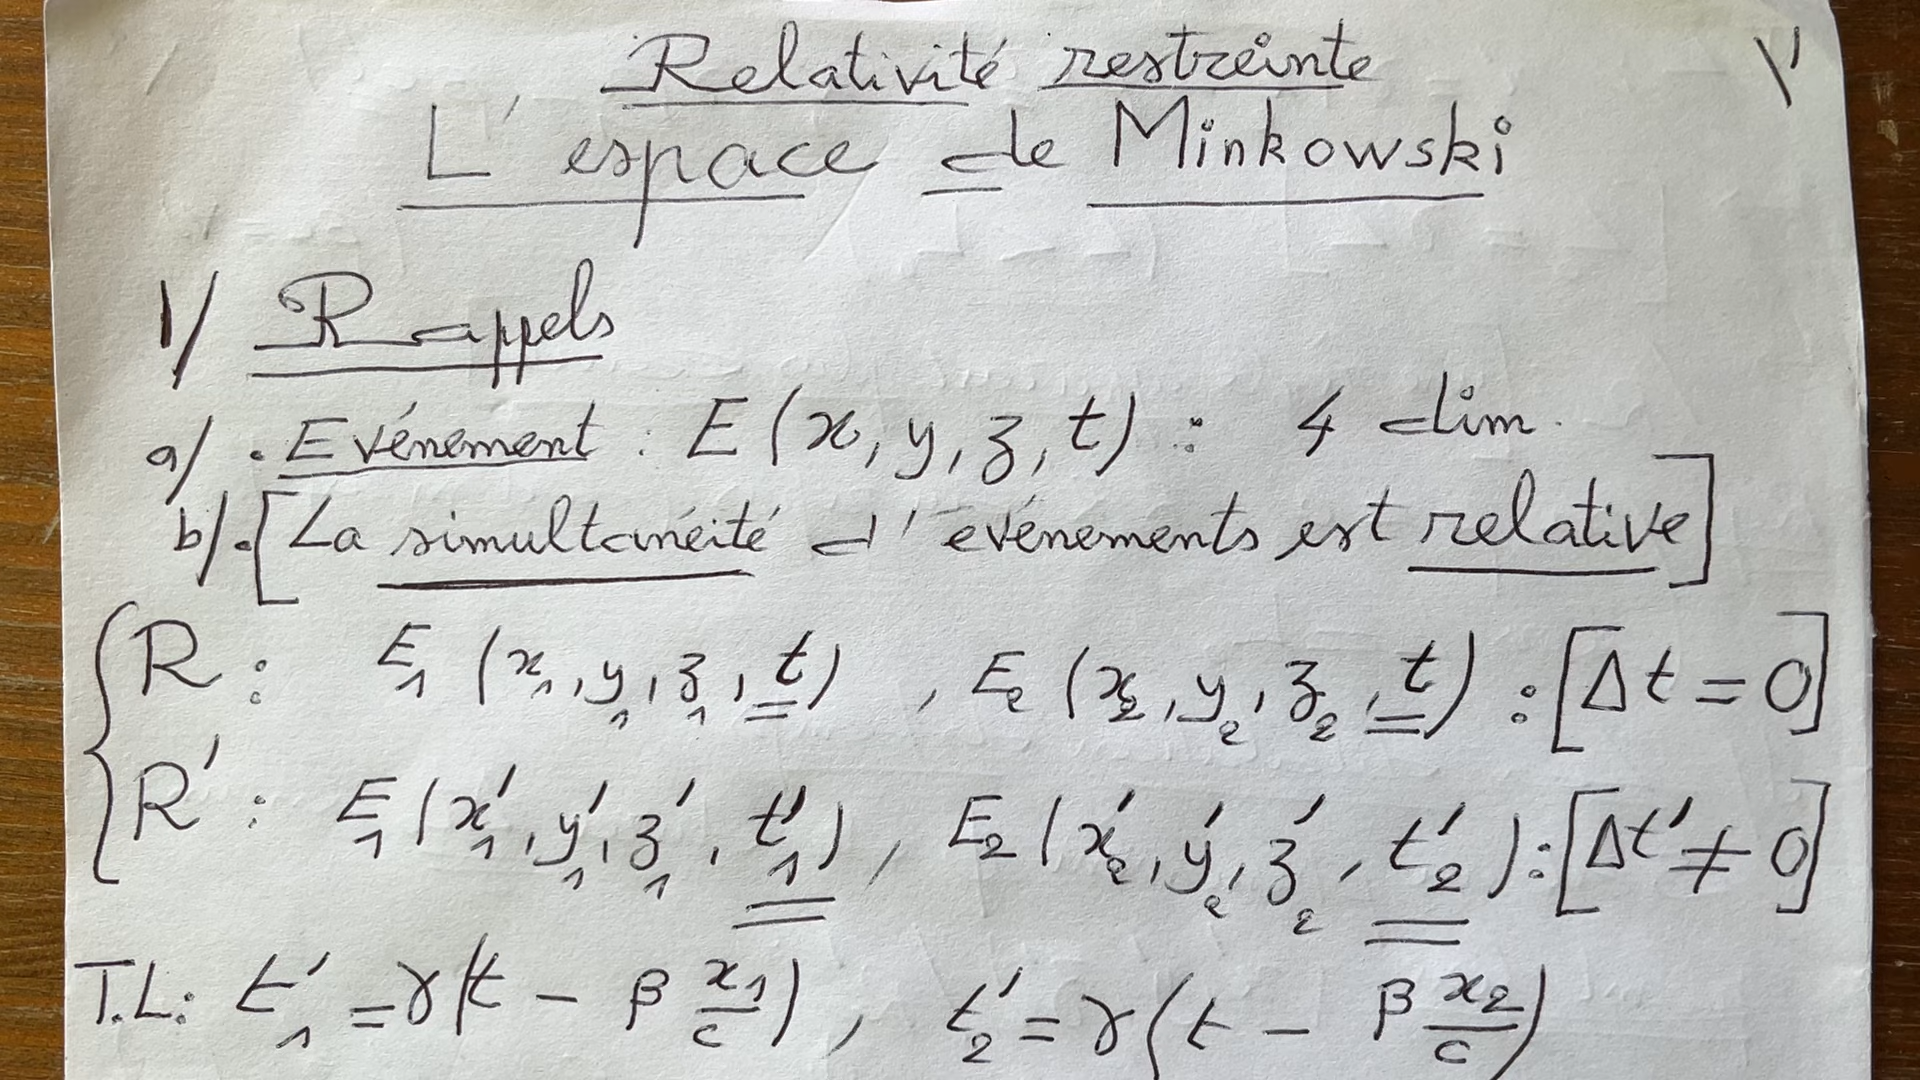 Relativité restreinte
1/
L'espace de Minkowski
1/ Rappels
a/ . Evénement : E (x, y, z, t) : 4 dim.
b/. [La simultanéité d'événements est relative]
R : E₁ (x₁, y₁, z₁, t) , E₂ (x₂, y₂, z₂, t) : [Δt = 0]
R' : E₁ (x'₁, y'₁, z'₁, t'₁) , E₂ (x'₂, y'₂, z'₂, t'₂) : [Δt' ≠ 0]
T.L: t'₁ = γ(t - β x₁/c) , t'₂ = γ(t - β x₂/c)